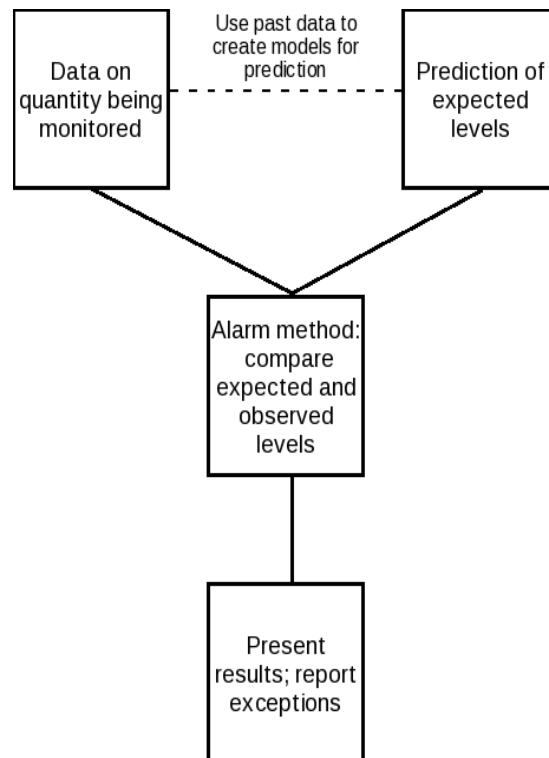 Use past data to
create models for
prediction
Data on
quantity being
monitored
Prediction of
expected
levels
Alarm method:
compare
expected and
observed
levels
Present
results; report
exceptions